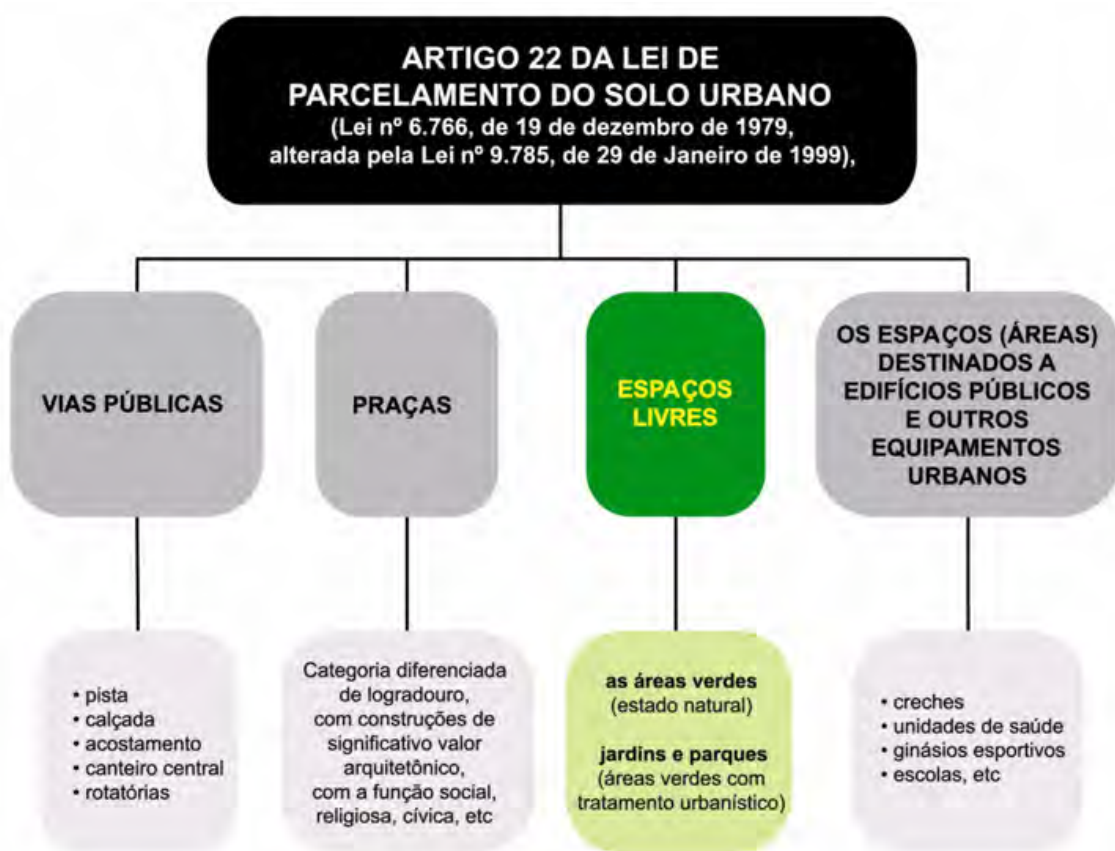 ARTIGO 22 DA LEI DE
PARCELAMENTO DO SOLO URBANO
(Lei nº 6.766, de 19 de dezembro de 1979,
alterada pela Lei nº 9.785, de 29 de Janeiro de 1999),
VIAS PÚBLICAS
PRAÇAS
ESPAÇOS
LIVRES
OS ESPAÇOS (ÁREAS)
DESTINADOS A
EDIFÍCIOS PÚBLICOS
E OUTROS
EQUIPAMENTOS
URBANOS
• pista
• calçada
• acostamento
• canteiro central
• rotatórias
Categoria diferenciada
de logradouro,
com construções de
significativo valor
arquitetônico,
com a função social,
religiosa, cívica, etc
as áreas verdes
(estado natural)
jardins e parques
(áreas verdes com
tratamento urbanístico)
• creches
• unidades de saúde
• ginásios esportivos
• escolas, etc